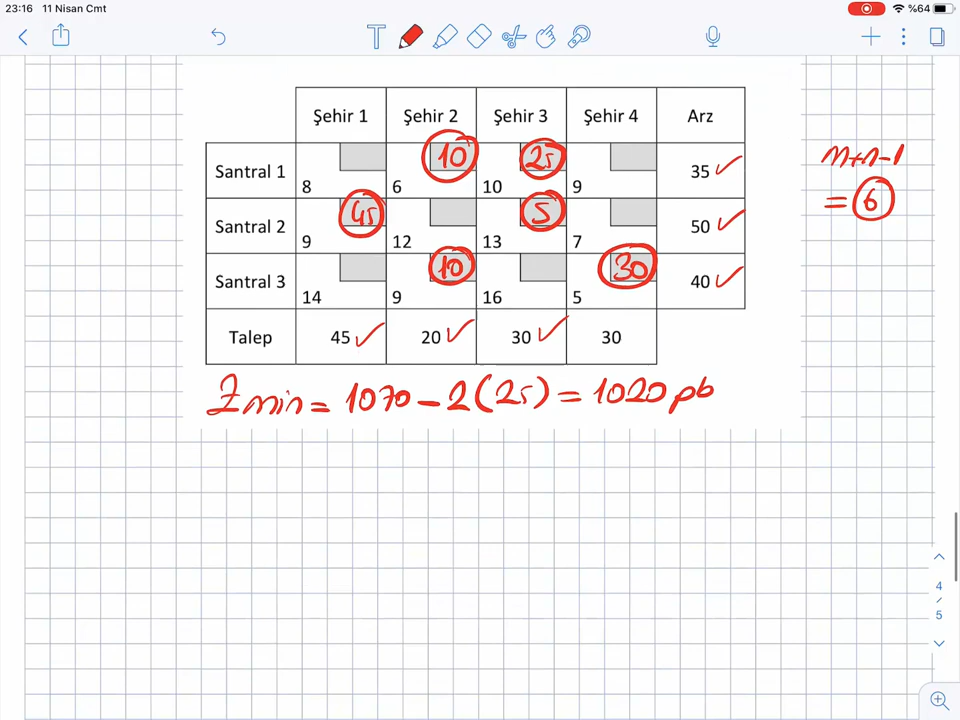 23:16 11 Nisan Cmt %64
Şehir 1 Şehir 2 Şehir 3 Şehir 4 Arz
Santral 1 8 6 10 10 25 9 35
Santral 2 9 45 12 13 5 7 50
Santral 3 14 9 10 16 5 30 40
Talep 45 20 30 30
m+n-1
= 6
Zmin = 1070 - 2(25) = 1020 pb
4
/
5